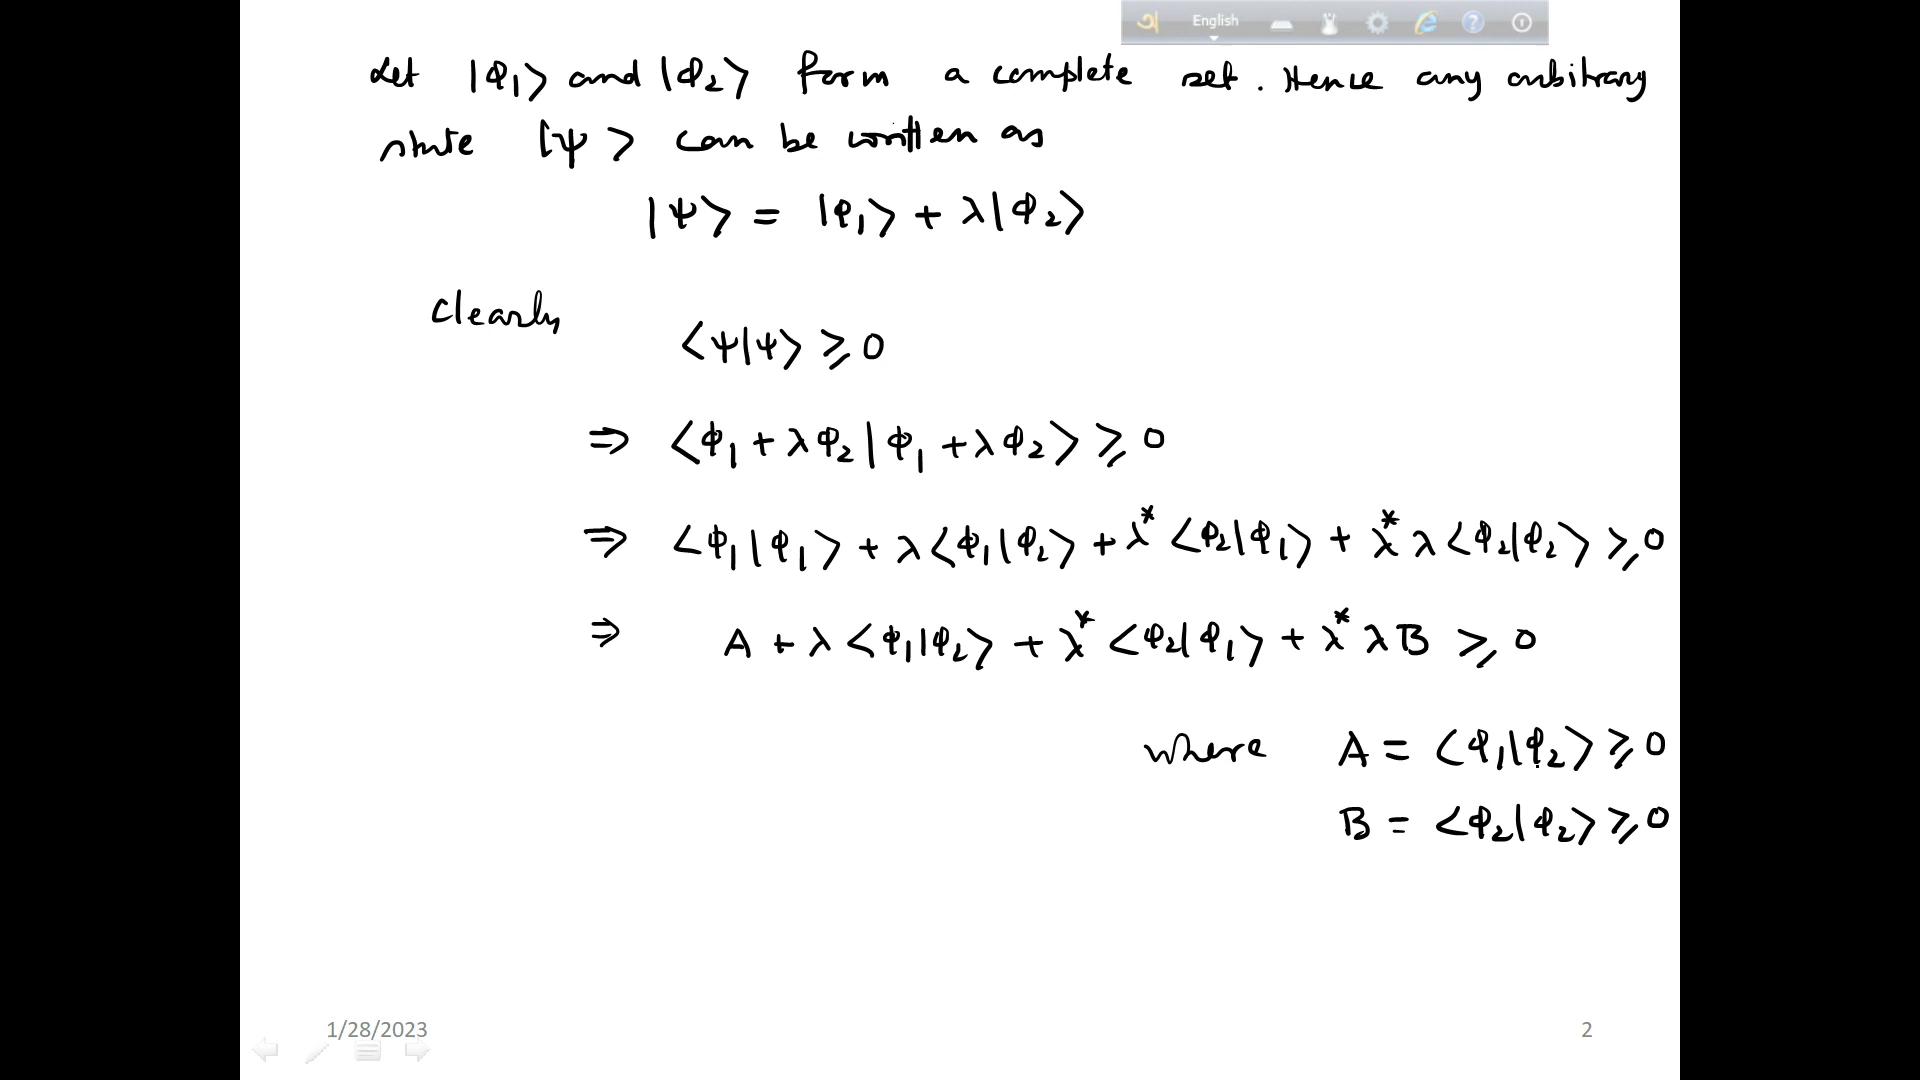 অ English
Let |Φ₁⟩ and |Φ₂⟩ form a complete set. Hence any arbitrary
state |ψ⟩ can be written as
|ψ⟩ = |Φ₁⟩ + λ|Φ₂⟩
Clearly
⟨ψ|ψ⟩ ≥ 0
⇒ ⟨Φ₁ + λΦ₂ | Φ₁ + λΦ₂⟩ ≥ 0
⇒ ⟨Φ₁|Φ₁⟩ + λ⟨Φ₁|Φ₂⟩ + λ*⟨Φ₂|Φ₁⟩ + λ*λ⟨Φ₂|Φ₂⟩ ≥ 0
⇒ A + λ⟨Φ₁|Φ₂⟩ + λ*⟨Φ₂|Φ₁⟩ + λ*λB ≥ 0
where A = ⟨Φ₁|Φ₂⟩ ≥ 0
B = ⟨Φ₂|Φ₂⟩ ≥ 0
1/28/2023 2